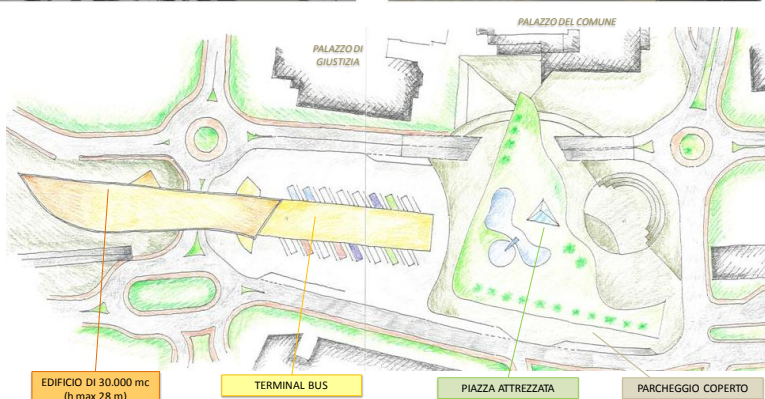 PALAZZO DEL COMUNE
PALAZZO DI
GIUSTIZIA
EDIFICIO DI 30.000 mc
(h max 28 m)
TERMINAL BUS
PIAZZA ATTREZZATA
PARCHEGGIO COPERTO